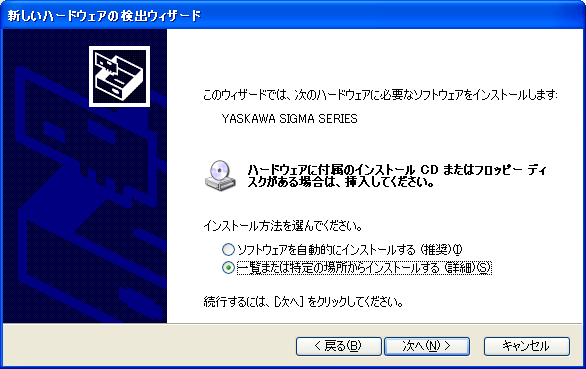 新しいハードウェアの検出ウィザード
このウィザードでは、次のハードウェアに必要なソフトウェアをインストールします:
YASKAWA SIGMA SERIES
ハードウェアに付属のインストール CD またはフロッピー ディ
スクがある場合は、挿入してください。
インストール方法を選んでください。
ソフトウェアを自動的にインストールする (推奨)(I)
一覧または特定の場所からインストールする (詳細)(S)
続行するには、[次へ] をクリックしてください。
< 戻る(B) 次へ(N) > キャンセル